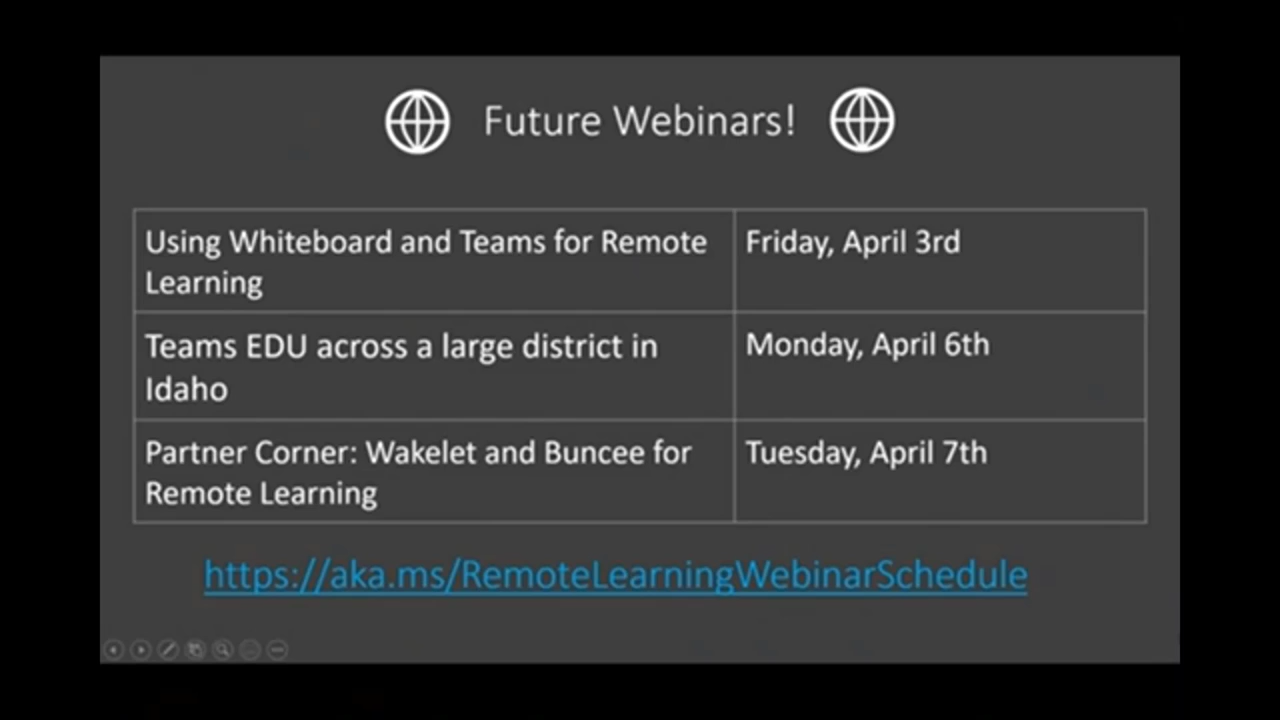 Future Webinars!
Using Whiteboard and Teams for Remote
Learning
Friday, April 3rd
Teams EDU across a large district in
Idaho
Monday, April 6th
Partner Corner: Wakelet and Buncee for
Remote Learning
Tuesday, April 7th
https://aka.ms/RemoteLearningWebinarSchedule